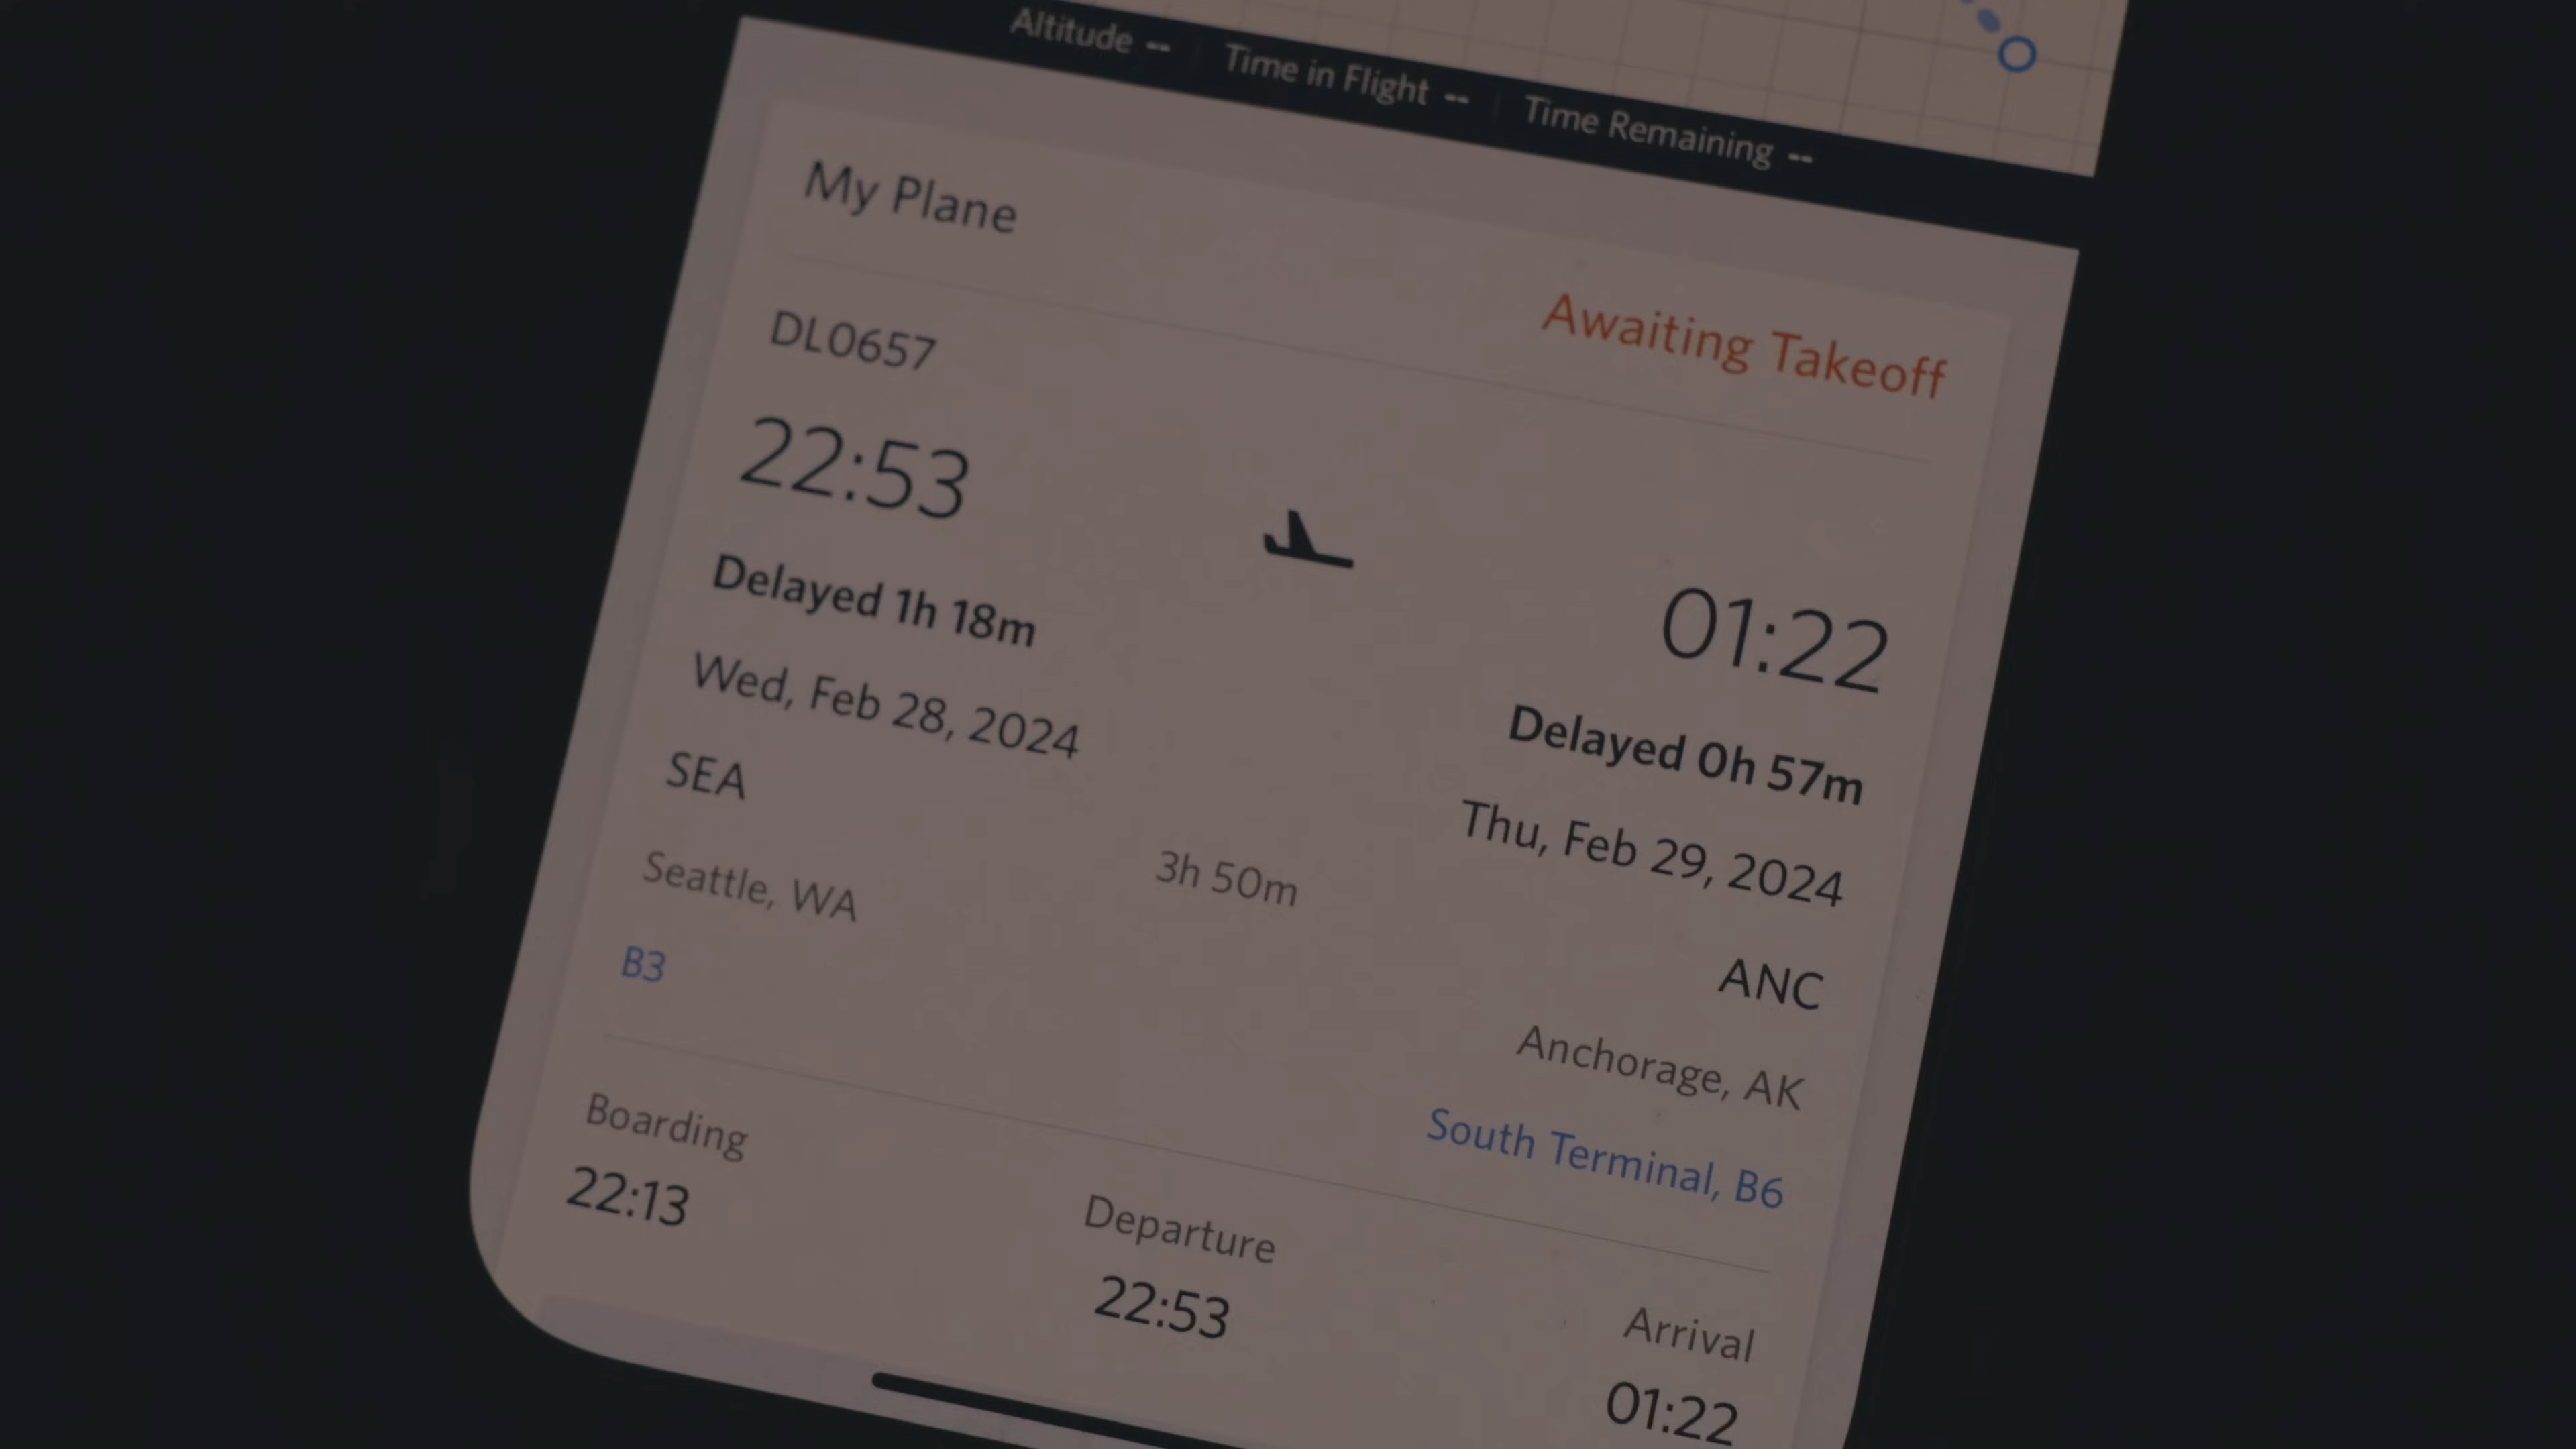 Altitude -- Time in Flight -- Time Remaining --
My Plane
Awaiting Takeoff
DL0657
22:53
01:22
Delayed 1h 18m
Delayed 0h 57m
Wed, Feb 28, 2024
Thu, Feb 29, 2024
SEA
3h 50m
ANC
Seattle, WA
Anchorage, AK
B3
South Terminal, B6
Boarding
Departure
Arrival
22:13
22:53
01:22